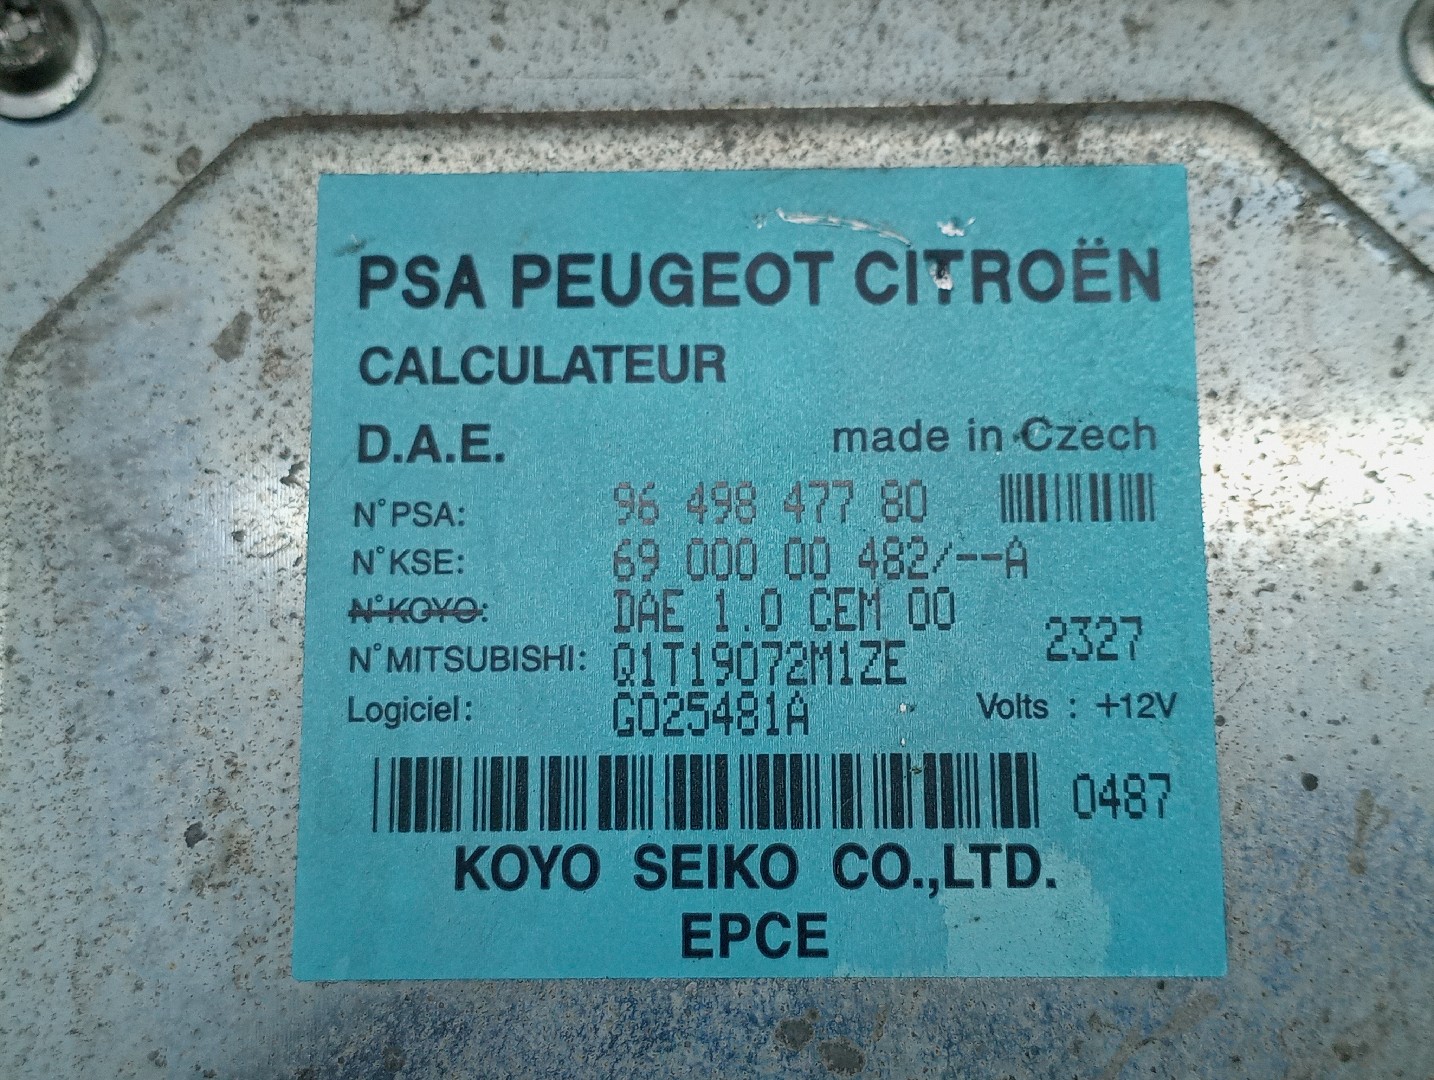 PSA PEUGEOT CITROËN
CALCULATEUR
D.A.E. made in Czech
N°PSA: 96 498 477 80
N°KSE: 69 000 00 482/--A
N°KOYO: DAE 1.0 CEM 00
2327
N°MITSUBISHI: Q1T19072M1ZE
Logiciel: G025481A Volts : +12V
0487
KOYO SEIKO CO.,LTD.
EPCE